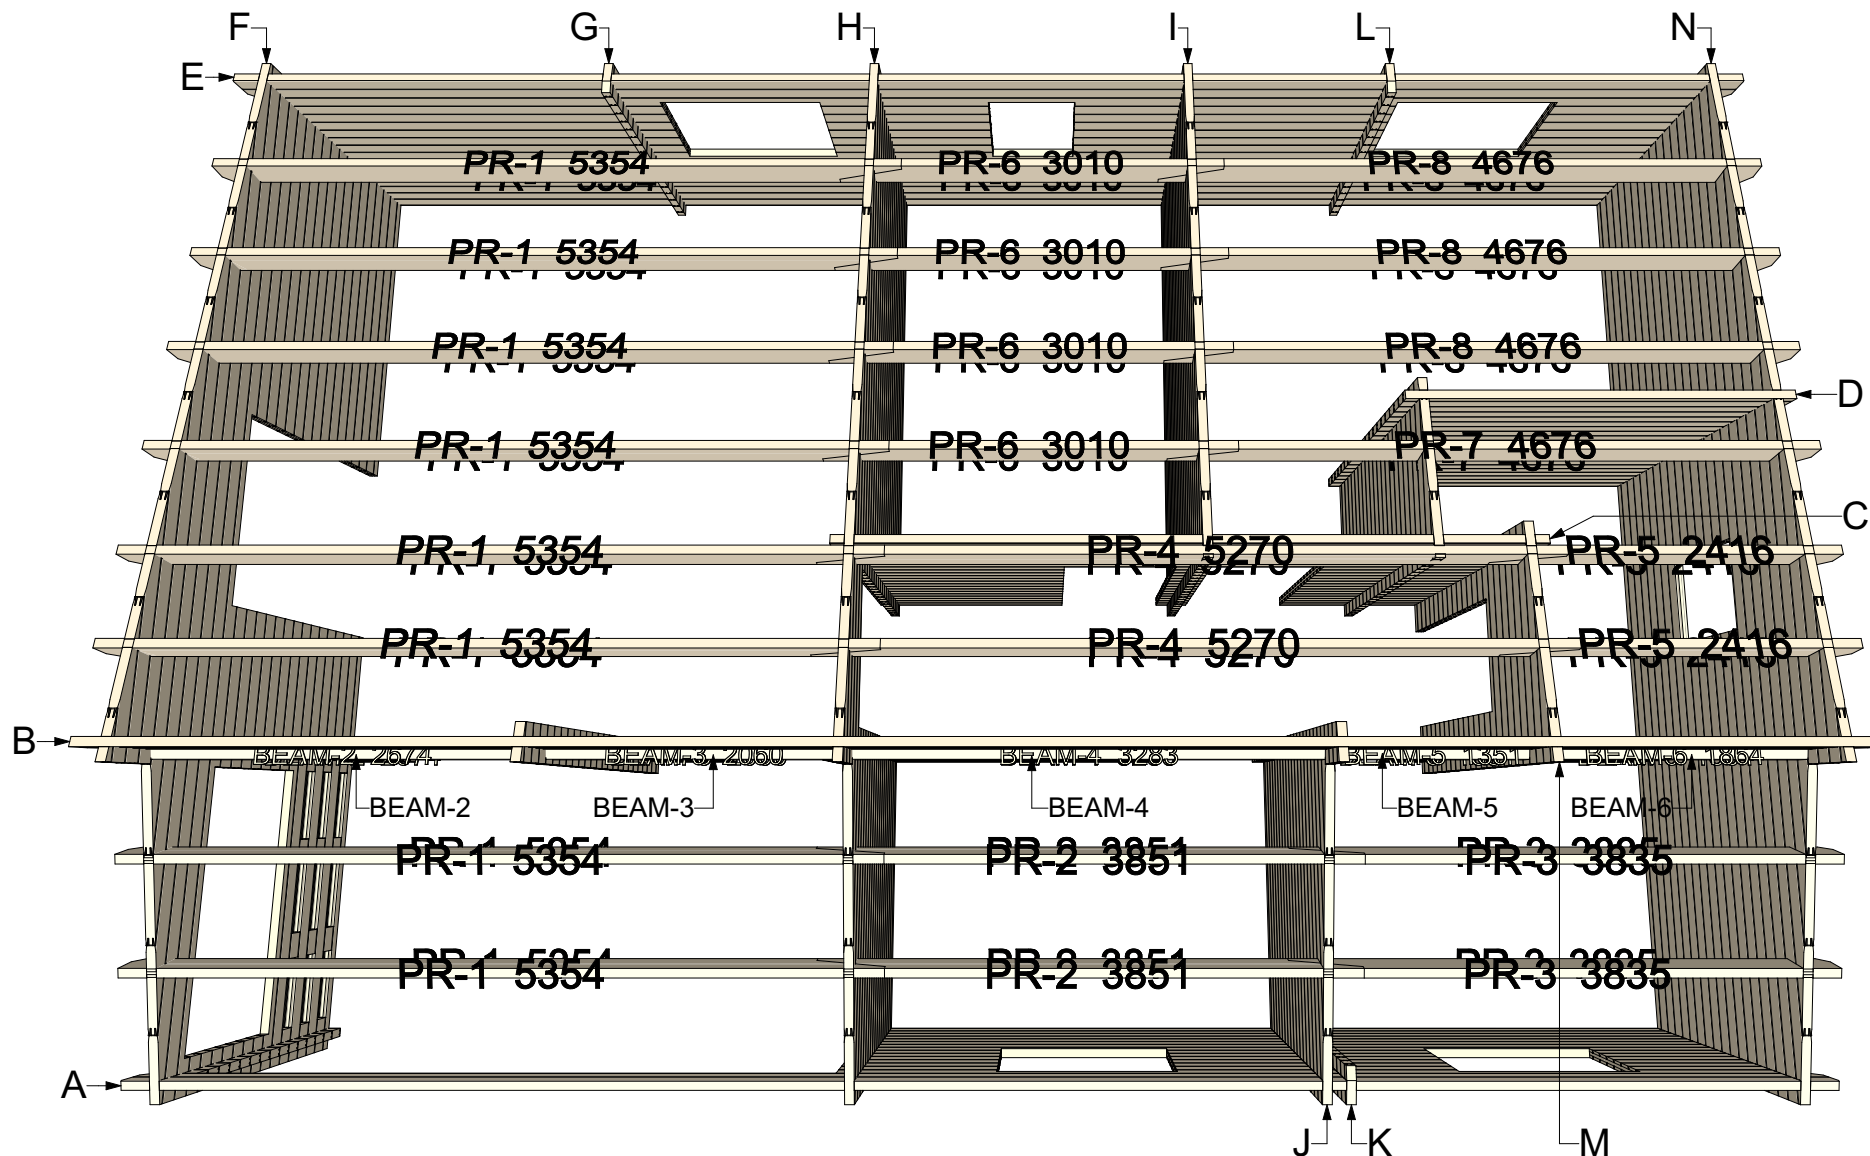 F G H I L N
E
PR-1 5354 PR-6 3010 PR-8 4676
PR-1 5354 PR-6 3010 PR-8 4676
PR-1 5354 PR-6 3010 PR-8 4676
D
PR-1 5354 PR-6 3010 PR-7 4676
C
PR-1 5354 PR-4 5270 PR-5 2416
PR-1 5354 PR-4 5270 PR-5 2416
B
BEAM-2 2674 BEAM-3 2060 BEAM-4 3283 BEAM-5 1351 BEAM-6 1864
BEAM-2 BEAM-3 BEAM-4 BEAM-5 BEAM-6
PR-1 5354 PR-2 3851 PR-3 3835
PR-1 5354 PR-2 3851 PR-3 3835
A
J K M